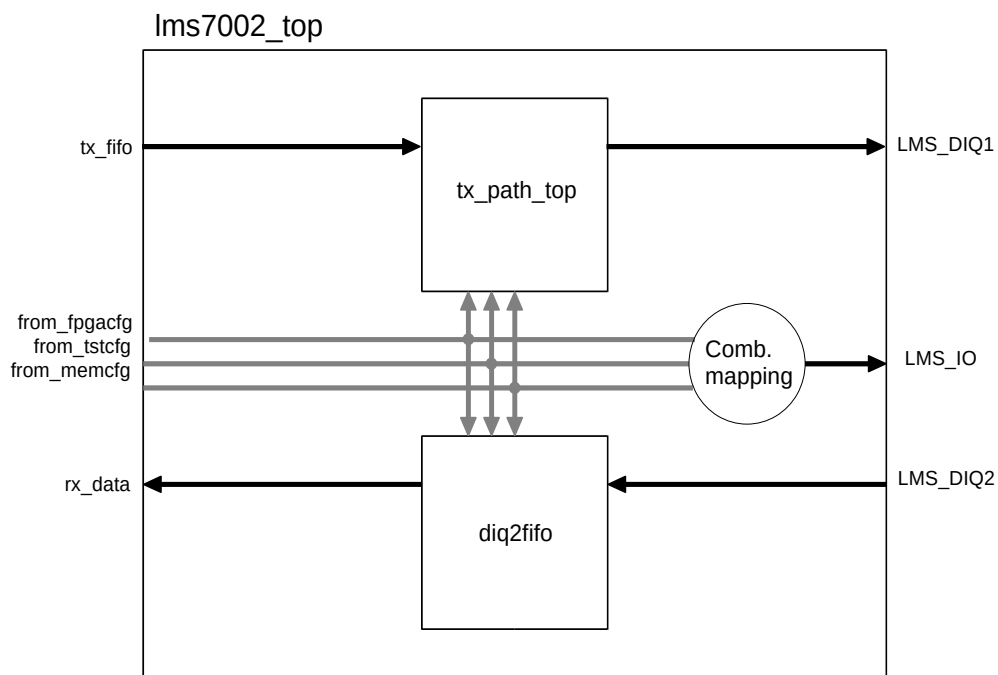 lms7002_top
tx_fifo
LMS_DIQ1
tx_path_top
from_fpgacfg
from_tstcfg
from_memcfg
Comb.
mapping
LMS_IO
rx_data
LMS_DIQ2
diq2fifo